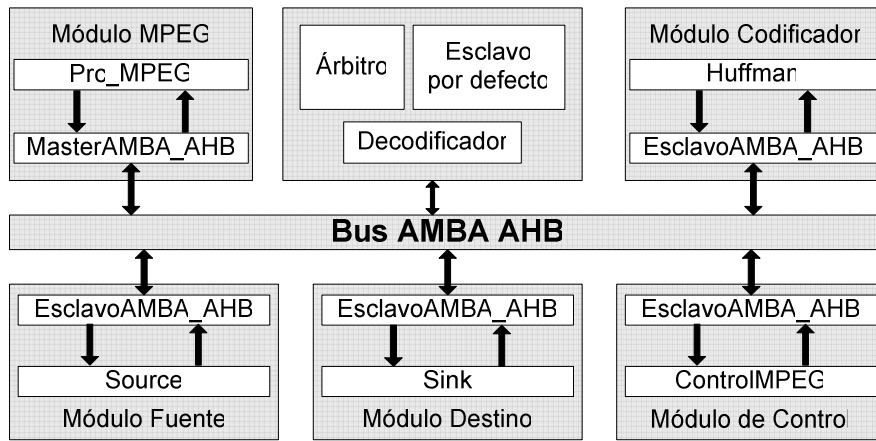 Módulo MPEG
Prc_MPEG
MasterAMBA_AHB
Árbitro
Esclavo
por defecto
Decodificador
Módulo Codificador
Huffman
EsclavoAMBA_AHB
Bus AMBA AHB
EsclavoAMBA_AHB
Source
Módulo Fuente
EsclavoAMBA_AHB
Sink
Módulo Destino
EsclavoAMBA_AHB
ControlMPEG
Módulo de Control